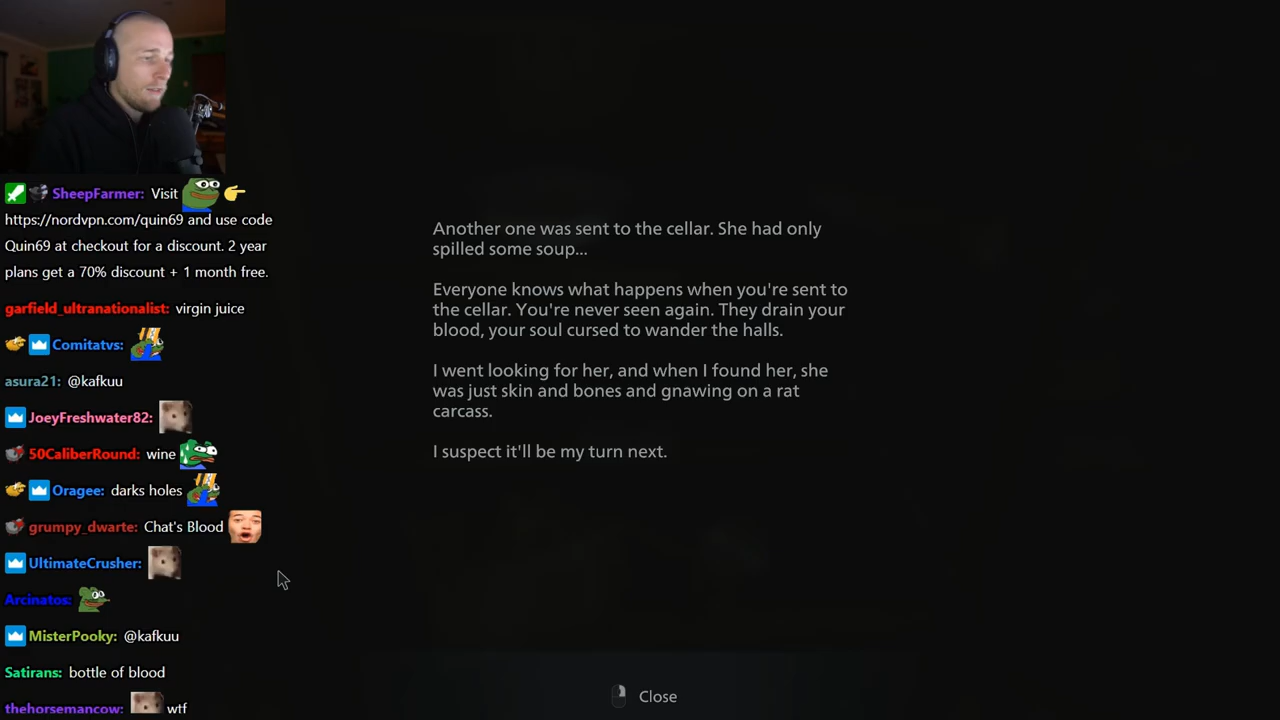 SheepFarmer: Visit
https://nordvpn.com/quin69 and use code
Quin69 at checkout for a discount. 2 year
plans get a 70% discount + 1 month free.
garfield_ultranationalist: virgin juice
Comitatvs:
asura21: @kafkuu
JoeyFreshwater82:
50CaliberRound: wine
Oragee: darks holes
grumpy_dwarte: Chat's Blood
UltimateCrusher:
Arcinatos:
MisterPooky: @kafkuu
Satirans: bottle of blood
thehorsemancow: wtf
Another one was sent to the cellar. She had only
spilled some soup...
Everyone knows what happens when you're sent to
the cellar. You're never seen again. They drain your
blood, your soul cursed to wander the halls.
I went looking for her, and when I found her, she
was just skin and bones and gnawing on a rat
carcass.
I suspect it'll be my turn next.
Close